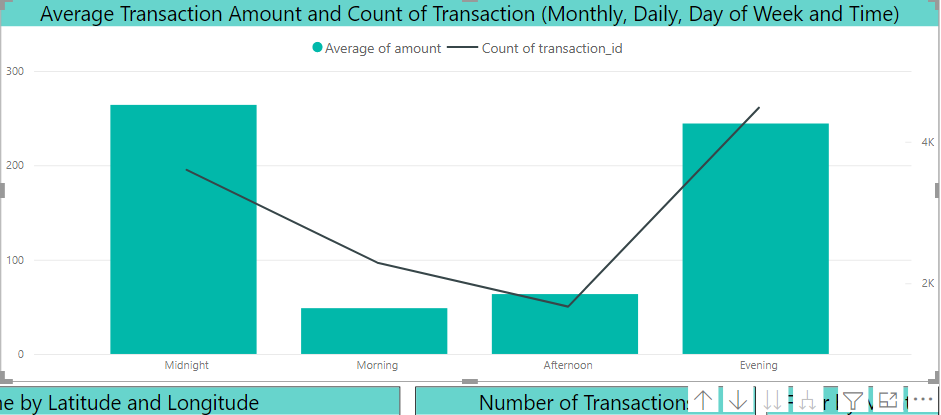 Average Transaction Amount and Count of Transaction (Monthly, Daily, Day of Week and Time)
Average of amount Count of transaction_id
300
200
100
0
4K
2K
Midnight Morning Afternoon Evening
by Latitude and Longitude
Number of Transaction